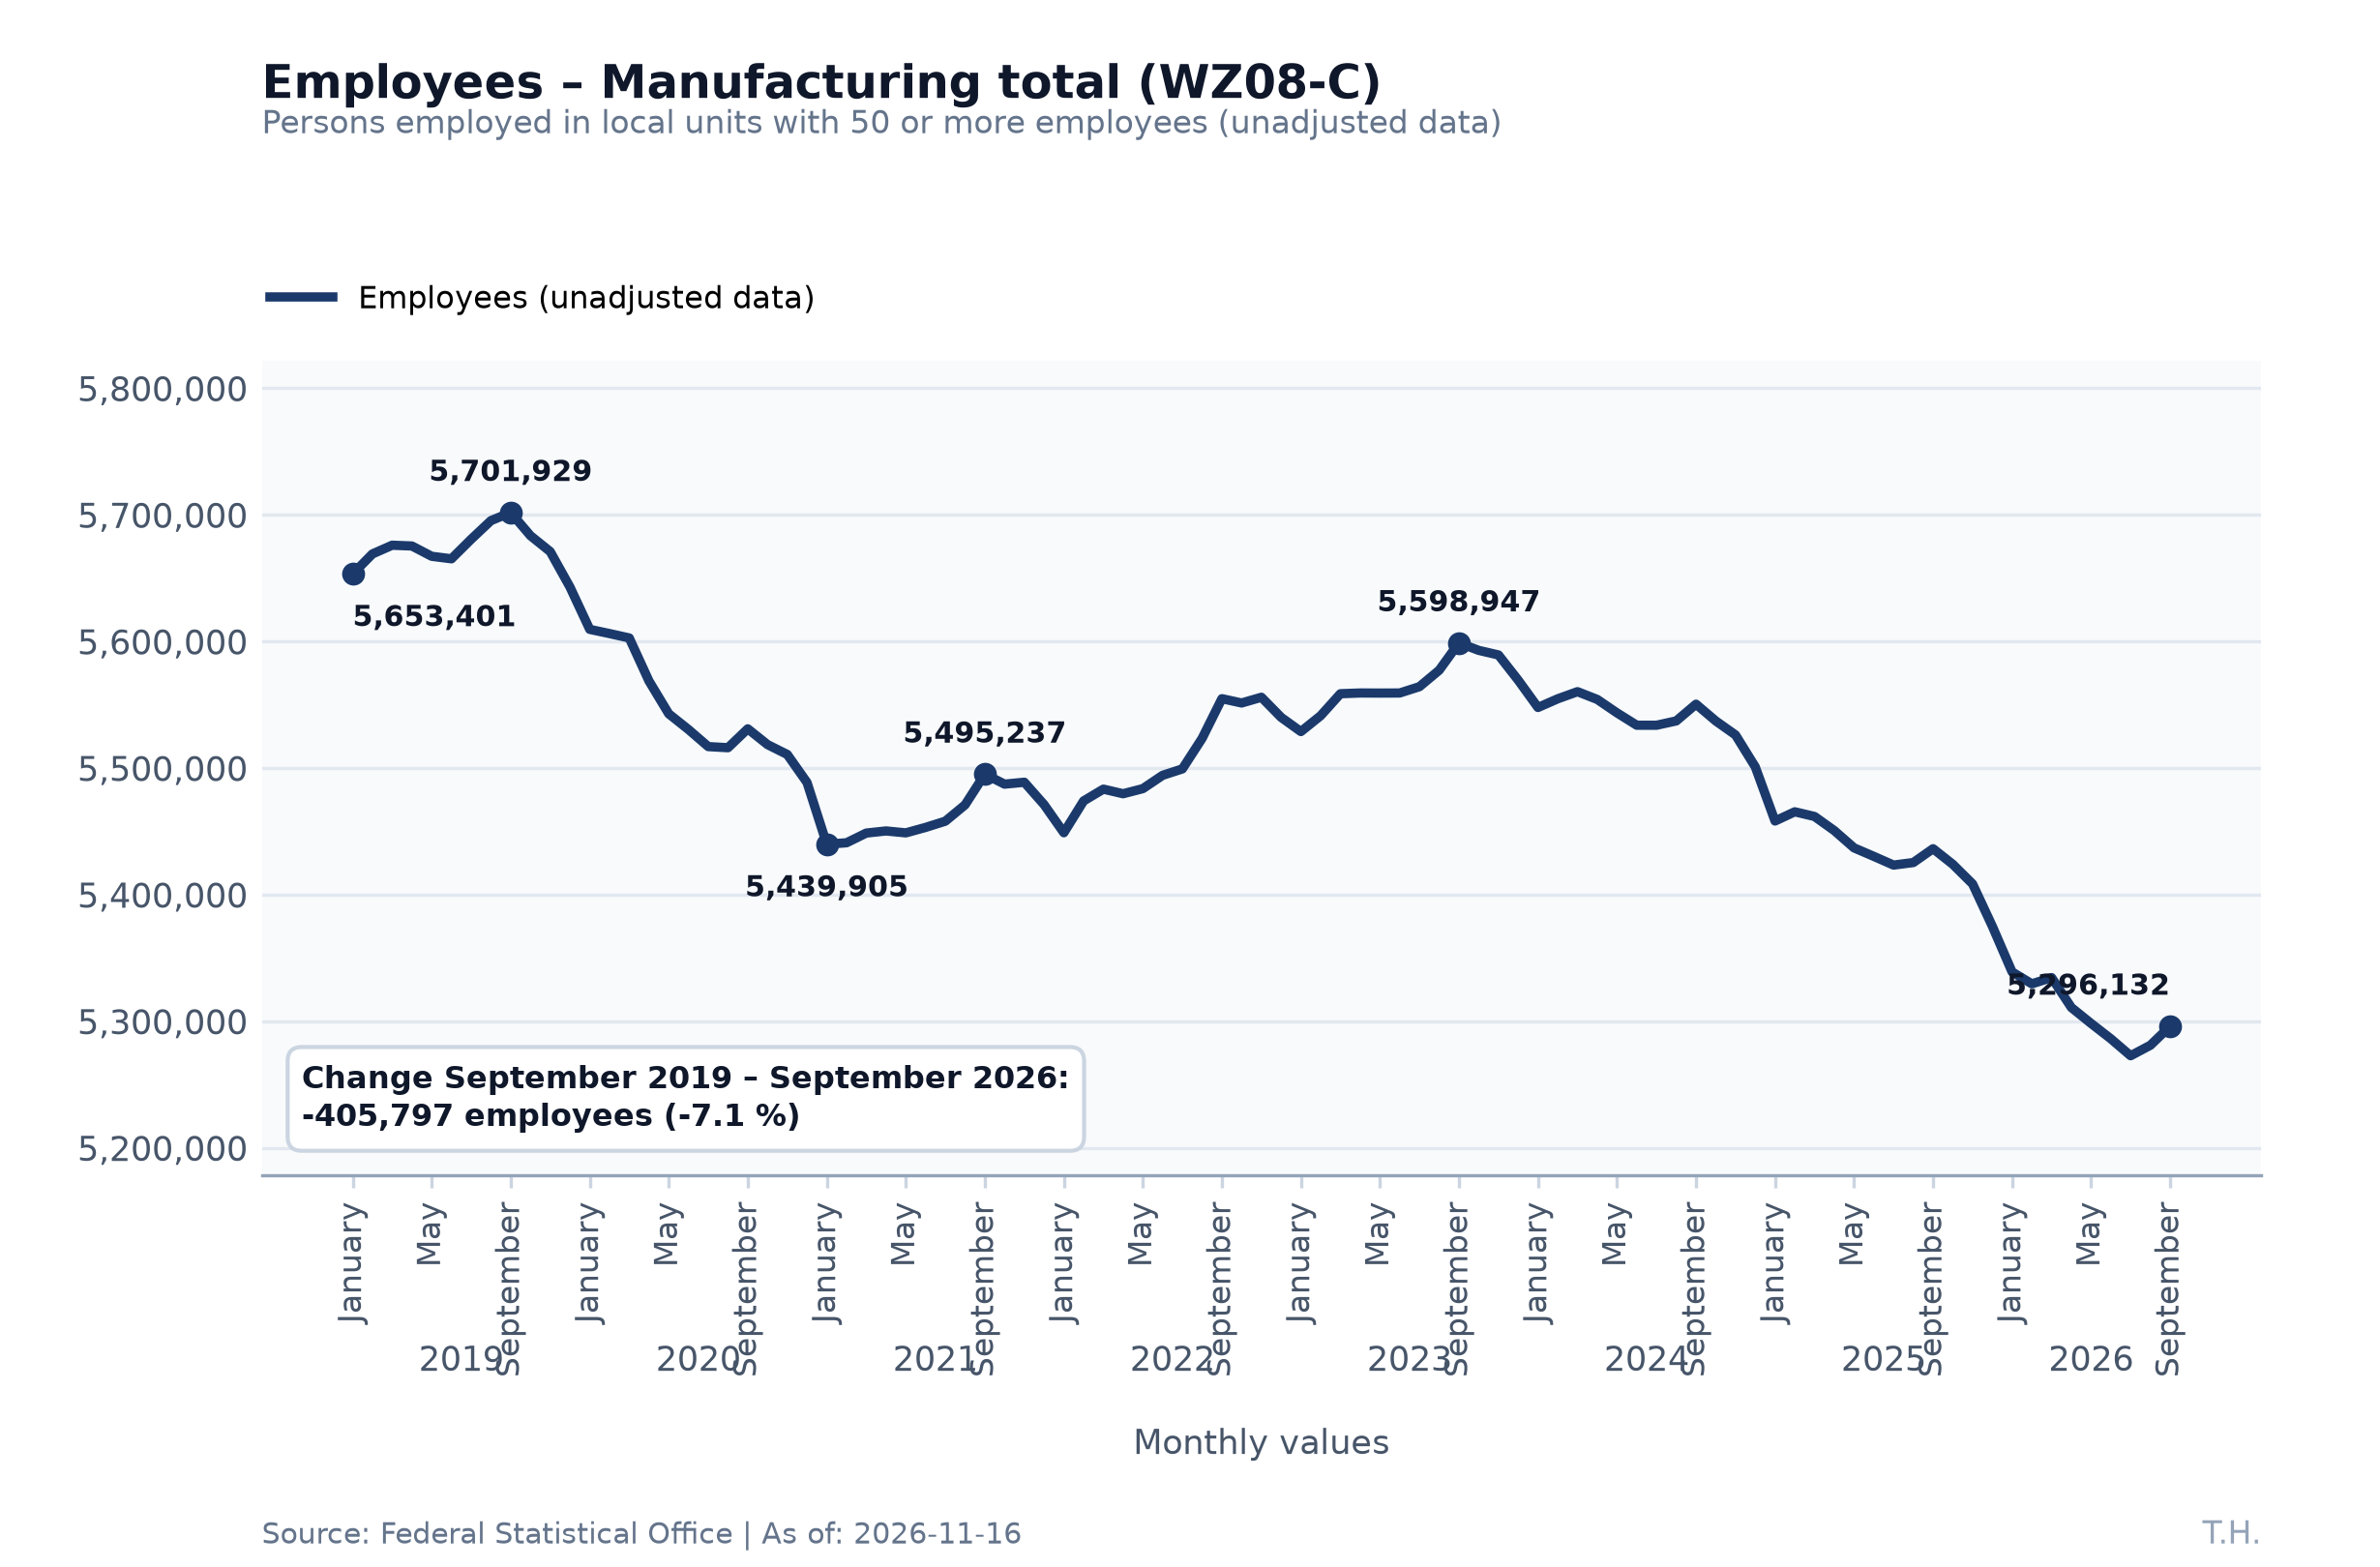 Employees – Manufacturing total (WZ08-C)
Persons employed in local units with 50 or more employees (unadjusted data)
Employees (unadjusted data)
5,800,000
5,700,000
5,600,000
5,500,000
5,400,000
5,300,000
5,200,000
5,701,929
5,653,401
5,598,947
5,495,237
5,439,905
5,296,132
Change September 2019 – September 2026:
-405,797 employees (-7.1 %)
January May September January May September January May September January May September January May September January May September January May September January May September
2019 2020 2021 2022 2023 2024 2025 2026
Monthly values
Source: Federal Statistical Office | As of: 2026-11-16
T.H.